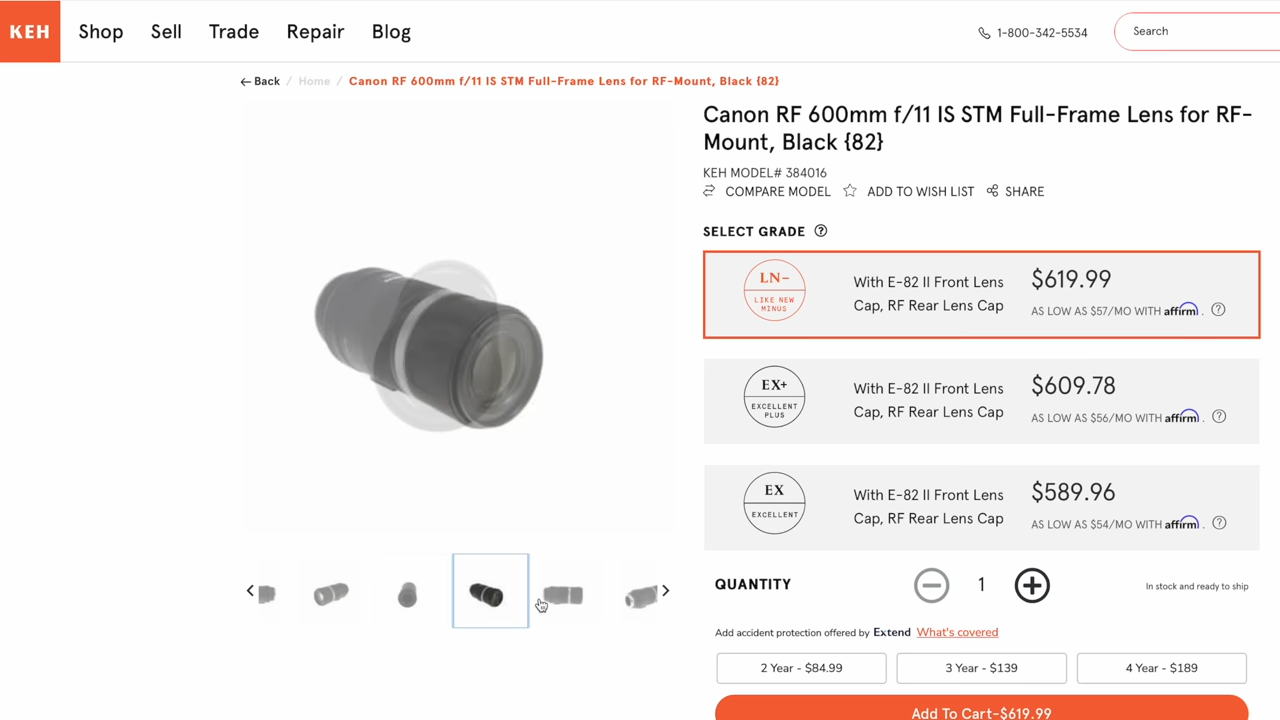 KEH
Shop
Sell
Trade
Repair
Blog
1-800-342-5534
Search
Back / Home / Canon RF 600mm f/11 IS STM Full-Frame Lens for RF-Mount, Black {82}
Canon RF 600mm f/11 IS STM Full-Frame Lens for RF-
Mount, Black {82}
KEH MODEL# 384016
COMPARE MODEL
ADD TO WISH LIST
SHARE
SELECT GRADE ?
LN-
LIKE NEW
MINUS
With E-82 II Front Lens
Cap, RF Rear Lens Cap
$619.99
AS LOW AS $57/MO WITH affirm . ?
EX+
EXCELLENT
PLUS
With E-82 II Front Lens
Cap, RF Rear Lens Cap
$609.78
AS LOW AS $56/MO WITH affirm . ?
EX
EXCELLENT
With E-82 II Front Lens
Cap, RF Rear Lens Cap
$589.96
AS LOW AS $54/MO WITH affirm . ?
QUANTITY
1
In stock and ready to ship
Add accident protection offered by Extend What's covered
2 Year - $84.99
3 Year - $139
4 Year - $189
Add To Cart-$619.99